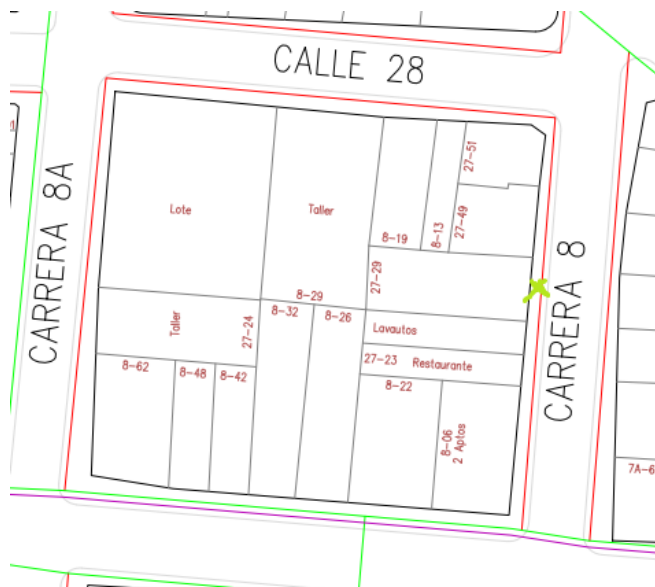 CALLE 28
CARRERA 8A
Lote
Taller
27-51
8-19
8-13
27-49
27-29
CARRERA 8
8-29
8-32
8-26
Taller
27-24
Lavautos
8-62
8-48
8-42
27-23 Restaurante
8-22
8-06
2 Aptos
7A-6